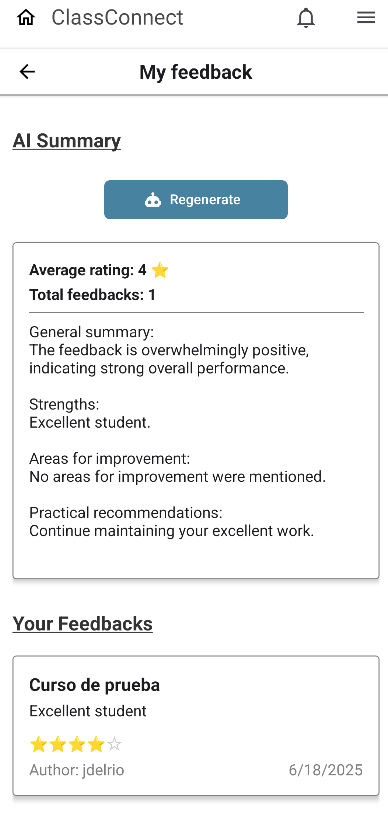 ClassConnect
My feedback
AI Summary
Regenerate
Average rating: 4 ⭐
Total feedbacks: 1
General summary:
The feedback is overwhelmingly positive,
indicating strong overall performance.
Strengths:
Excellent student.
Areas for improvement:
No areas for improvement were mentioned.
Practical recommendations:
Continue maintaining your excellent work.
Your Feedbacks
Curso de prueba
Excellent student
Author: jdelrio 6/18/2025